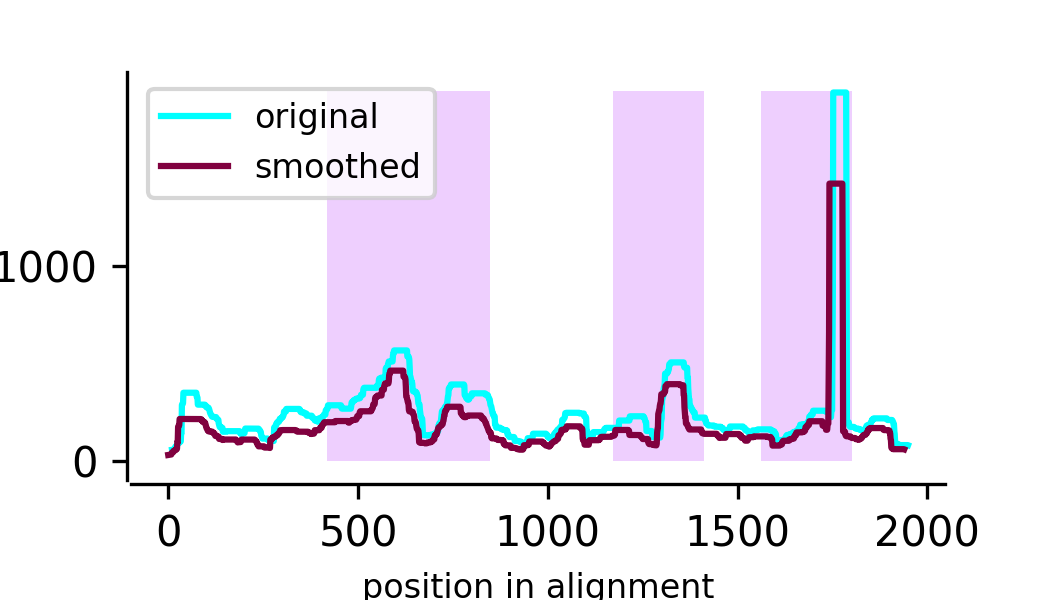 original
smoothed
1000
0
0 500 1000 1500 2000
position in alignment